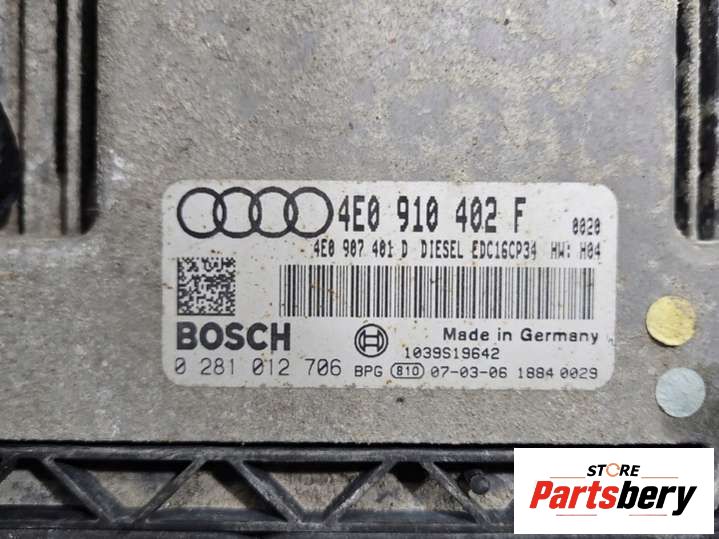 4E0 910 402 F 0020
4E0 907 401 D DIESEL EDC16CP34 HW: H04
BOSCH
Made in Germany
1039S19642
0 281 012 706 BPG 810 07-03-06 1884 0029
STORE
Partsbery